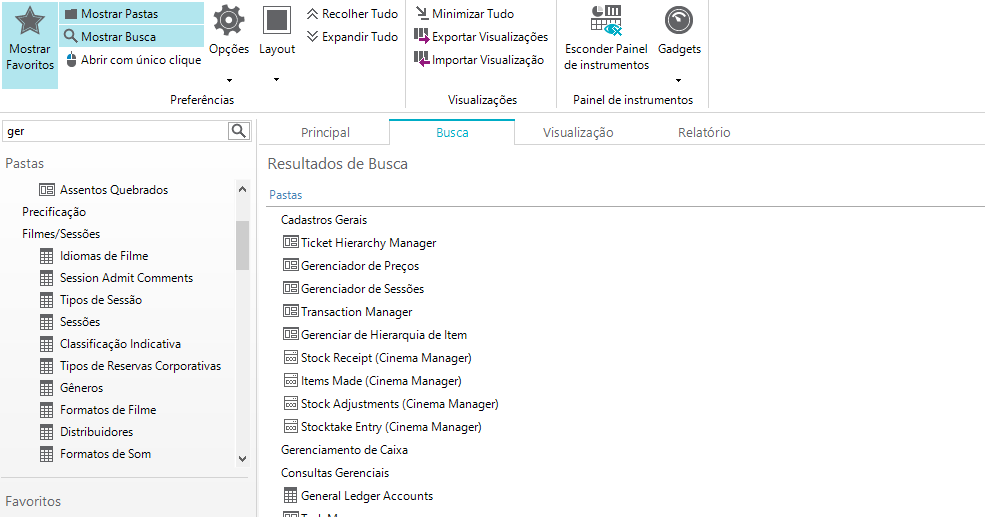 Mostrar Favoritos
Mostrar Pastas
Mostrar Busca
Abrir com único clique
Opções
Layout
Recolher Tudo
Expandir Tudo
Preferências
Minimizar Tudo
Exportar Visualizações
Importar Visualização
Visualizações
Esconder Painel
de instrumentos
Gadgets
Painel de instrumentos
ger
Pastas
Assentos Quebrados
Precificação
Filmes/Sessões
Idiomas de Filme
Session Admit Comments
Tipos de Sessão
Sessões
Classificação Indicativa
Tipos de Reservas Corporativas
Gêneros
Formatos de Filme
Distribuidores
Formatos de Som
Favoritos
Principal
Busca
Visualização
Relatório
Resultados de Busca
Pastas
Cadastros Gerais
Ticket Hierarchy Manager
Gerenciador de Preços
Gerenciador de Sessões
Transaction Manager
Gerenciar de Hierarquia de Item
Stock Receipt (Cinema Manager)
Items Made (Cinema Manager)
Stock Adjustments (Cinema Manager)
Stocktake Entry (Cinema Manager)
Gerenciamento de Caixa
Consultas Gerenciais
General Ledger Accounts